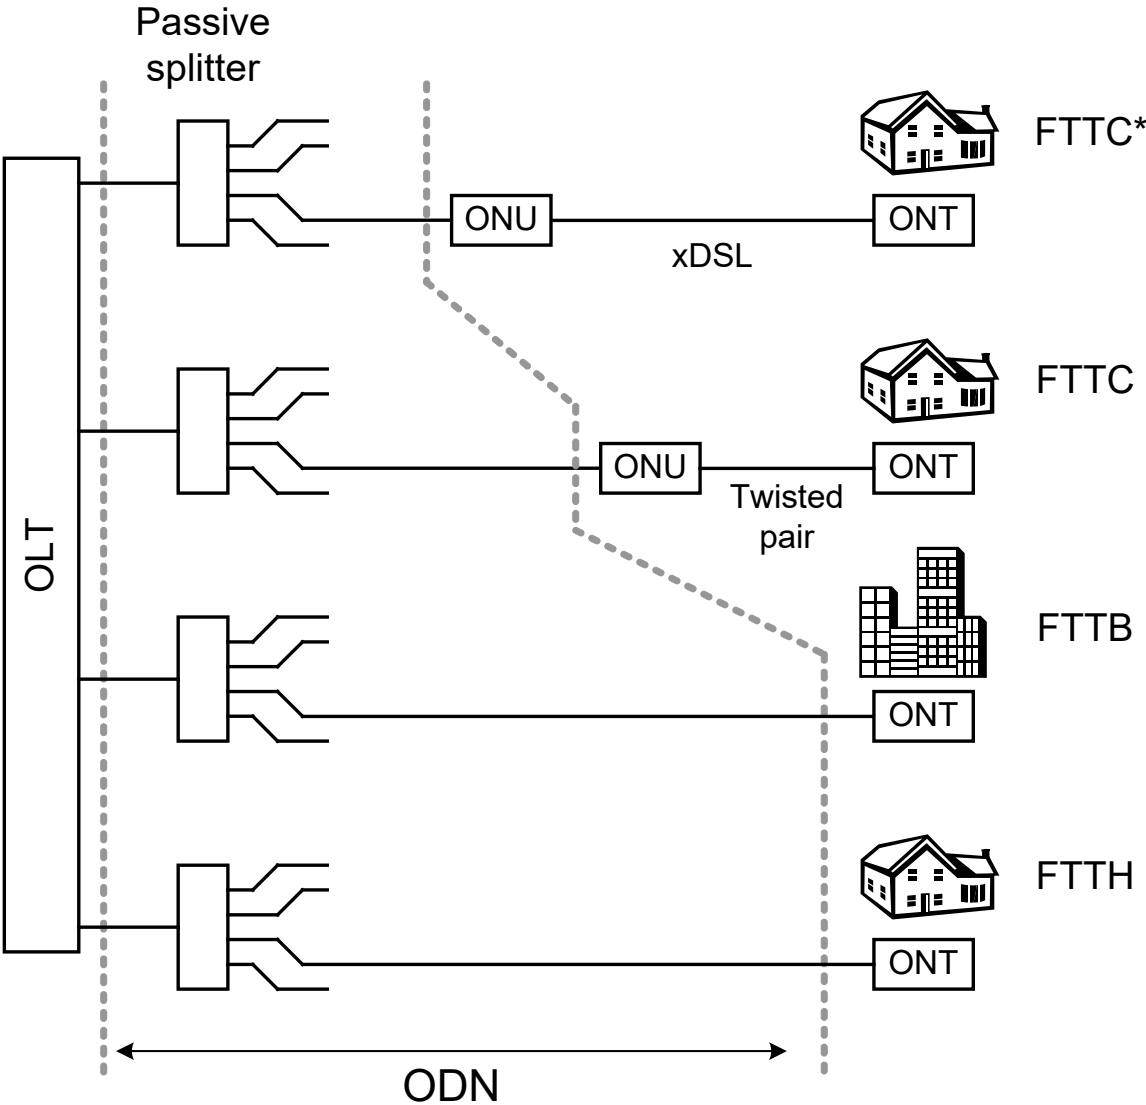 Passive
splitter
FTTC*
ONU
ONT
xDSL
FTTC
ONU
ONT
Twisted
pair
OLT
FTTB
ONT
FTTH
ONT
ODN